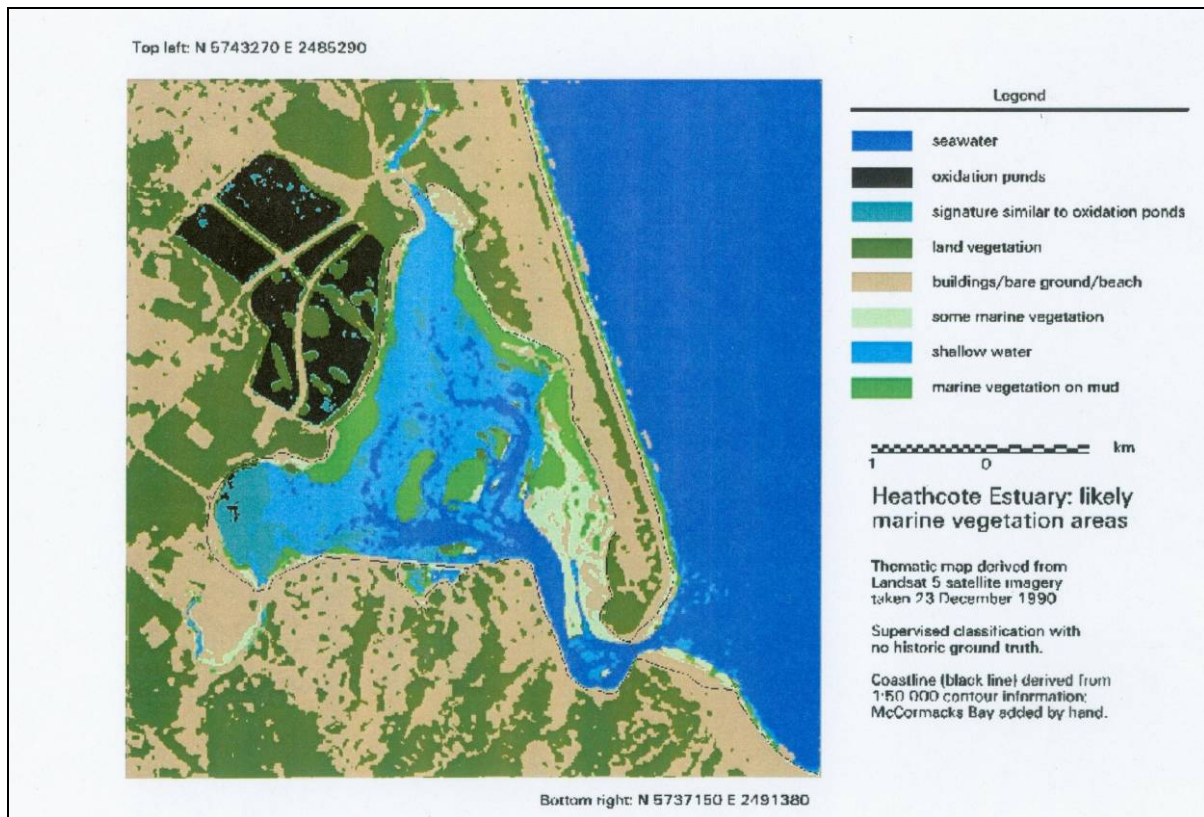 Top left: N 5743270 E 2485290
Legend
seawater
oxidation ponds
signature similar to oxidation ponds
land vegetation
buildings/bare ground/beach
some marine vegetation
shallow water
marine vegetation on mud
km
1 0
Heathcote Estuary: likely
marine vegetation areas
Thematic map derived from
Landsat 5 satellite imagery
taken 23 December 1990
Supervised classification with
no historic ground truth.
Coastline (black line) derived from
1:50 000 contour information;
McCormacks Bay added by hand.
Bottom right: N 5737150 E 2491380